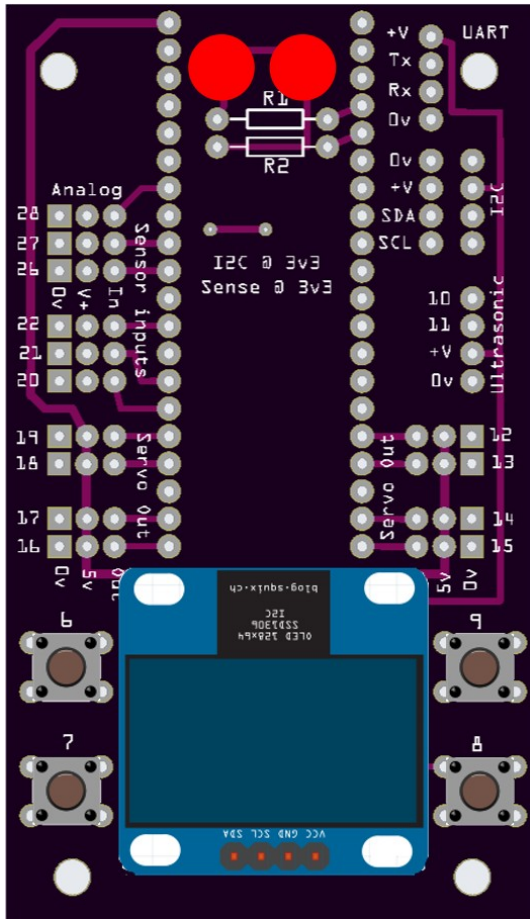 +V UART
Tx
R1
Rx
0v
R2
0v
Analog
+V
I2C
28
SDA
27
SCL
26
Sensor inputs
0v V+ In
I2C @ 3v3
Sense @ 3v3
10
22
11
21
+V
20
0v
Ultrasonic
19
12
18
13
Servo Out
Servo Out
17
14
16
15
0v 5v Out
5v 0v
blog.squix.ch
I2C
SSD1306
OLED 128x64
6
9
7
8
VCC GND SCL SDA